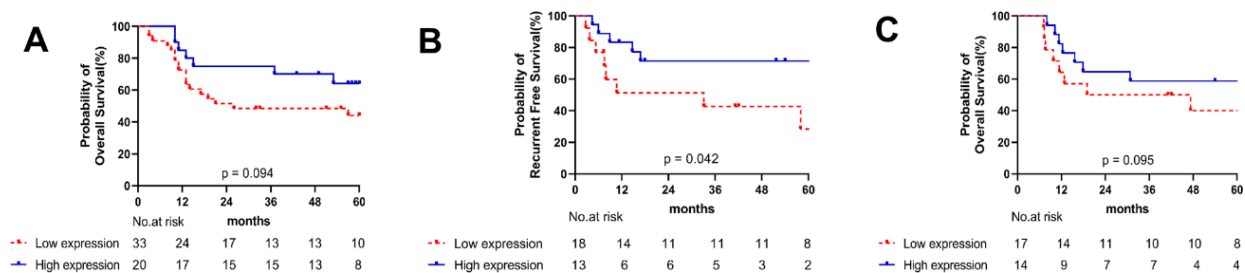 A
Probability of
Overall Survival(%)
100
80
60
40
20
0
p = 0.094
0 12 24 36 48 60
No.at risk
months
Low expression 33 24 17 13 13 10
High expression 20 17 15 15 13 8
B
Probability of
Recurrent Free Survival(%)
100
80
60
40
20
0
p = 0.042
0 12 24 36 48 60
No.at risk
months
Low expression 18 14 11 11 11 8
High expression 13 6 6 5 3 2
C
Probability of
Overall Survival(%)
100
80
60
40
20
0
p = 0.095
0 12 24 36 48 60
No.at risk
months
Low expression 17 14 11 10 10 8
High expression 14 9 7 7 4 4